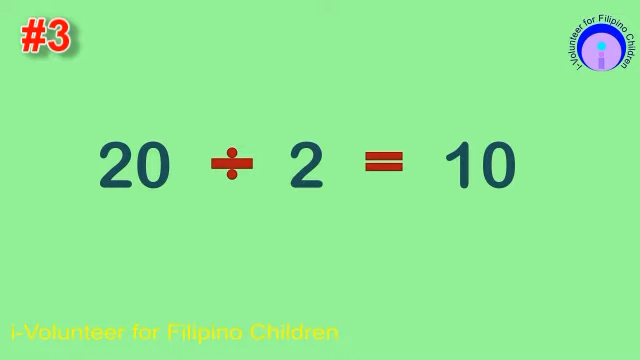 #3
i-Volunteer for Filipino Children
i
20 ÷ 2 = 10
i-Volunteer for Filipino Children